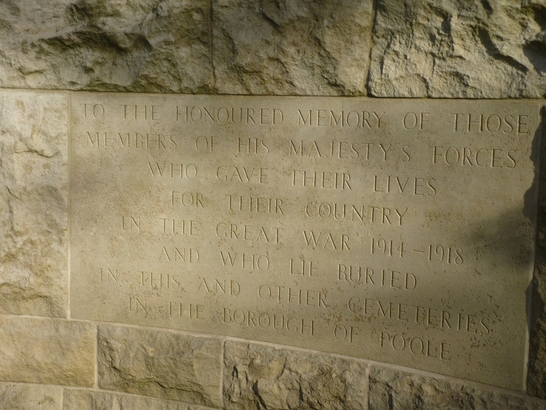 TO THE HONOURED MEMORY OF THOSE
MEMBERS OF HIS MAJESTY'S FORCES
WHO GAVE THEIR LIVES
FOR THEIR COUNTRY
IN THE GREAT WAR 1914–1918
AND WHO LIE BURIED
IN THIS AND OTHER CEMETERIES
IN THE BOROUGH OF POOLE